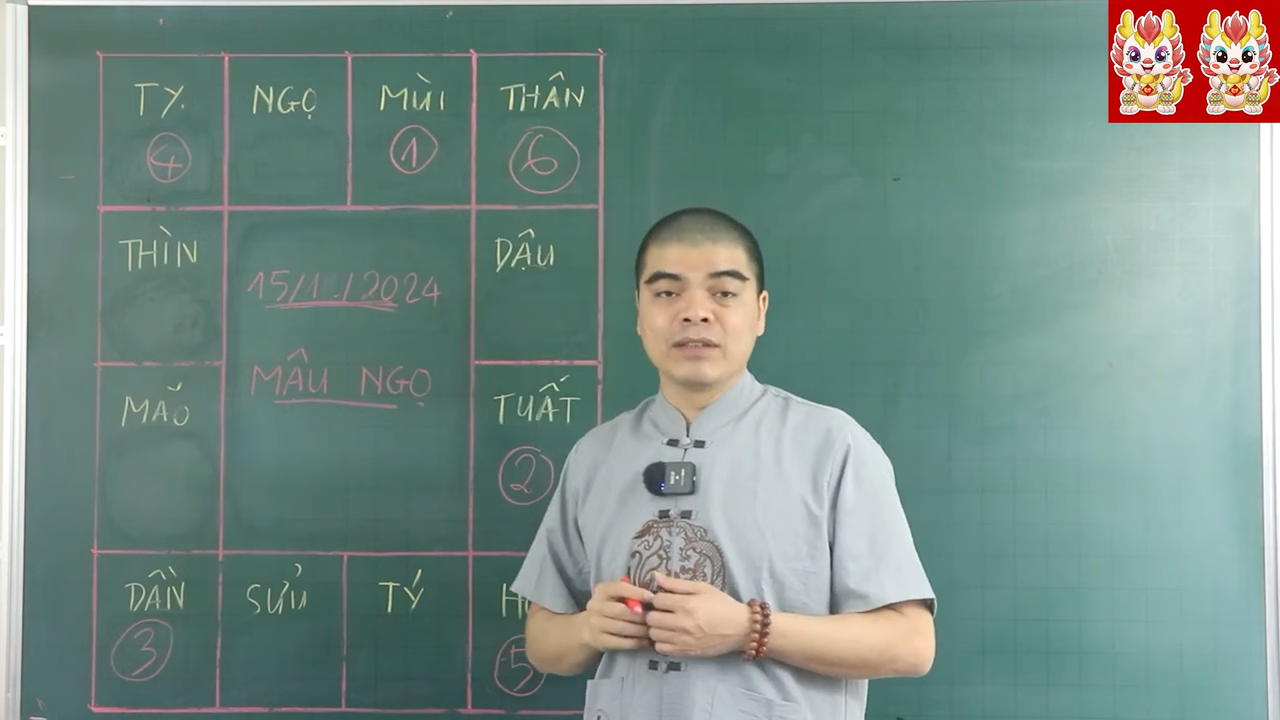 TỴ
④
NGỌ
MÙI
①
THÂN
⑥
THÌN
15/1 /2024
MẬU NGỌ
DẬU
MÃO
TUẤT
②
DẦN
③
SỬU
TÝ
⑤